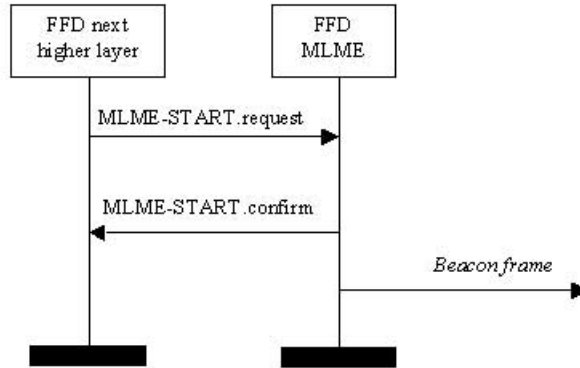 FFD next
higher layer
FFD
MLME
MLME-START.request
MLME-START.confirm
Beacon frame